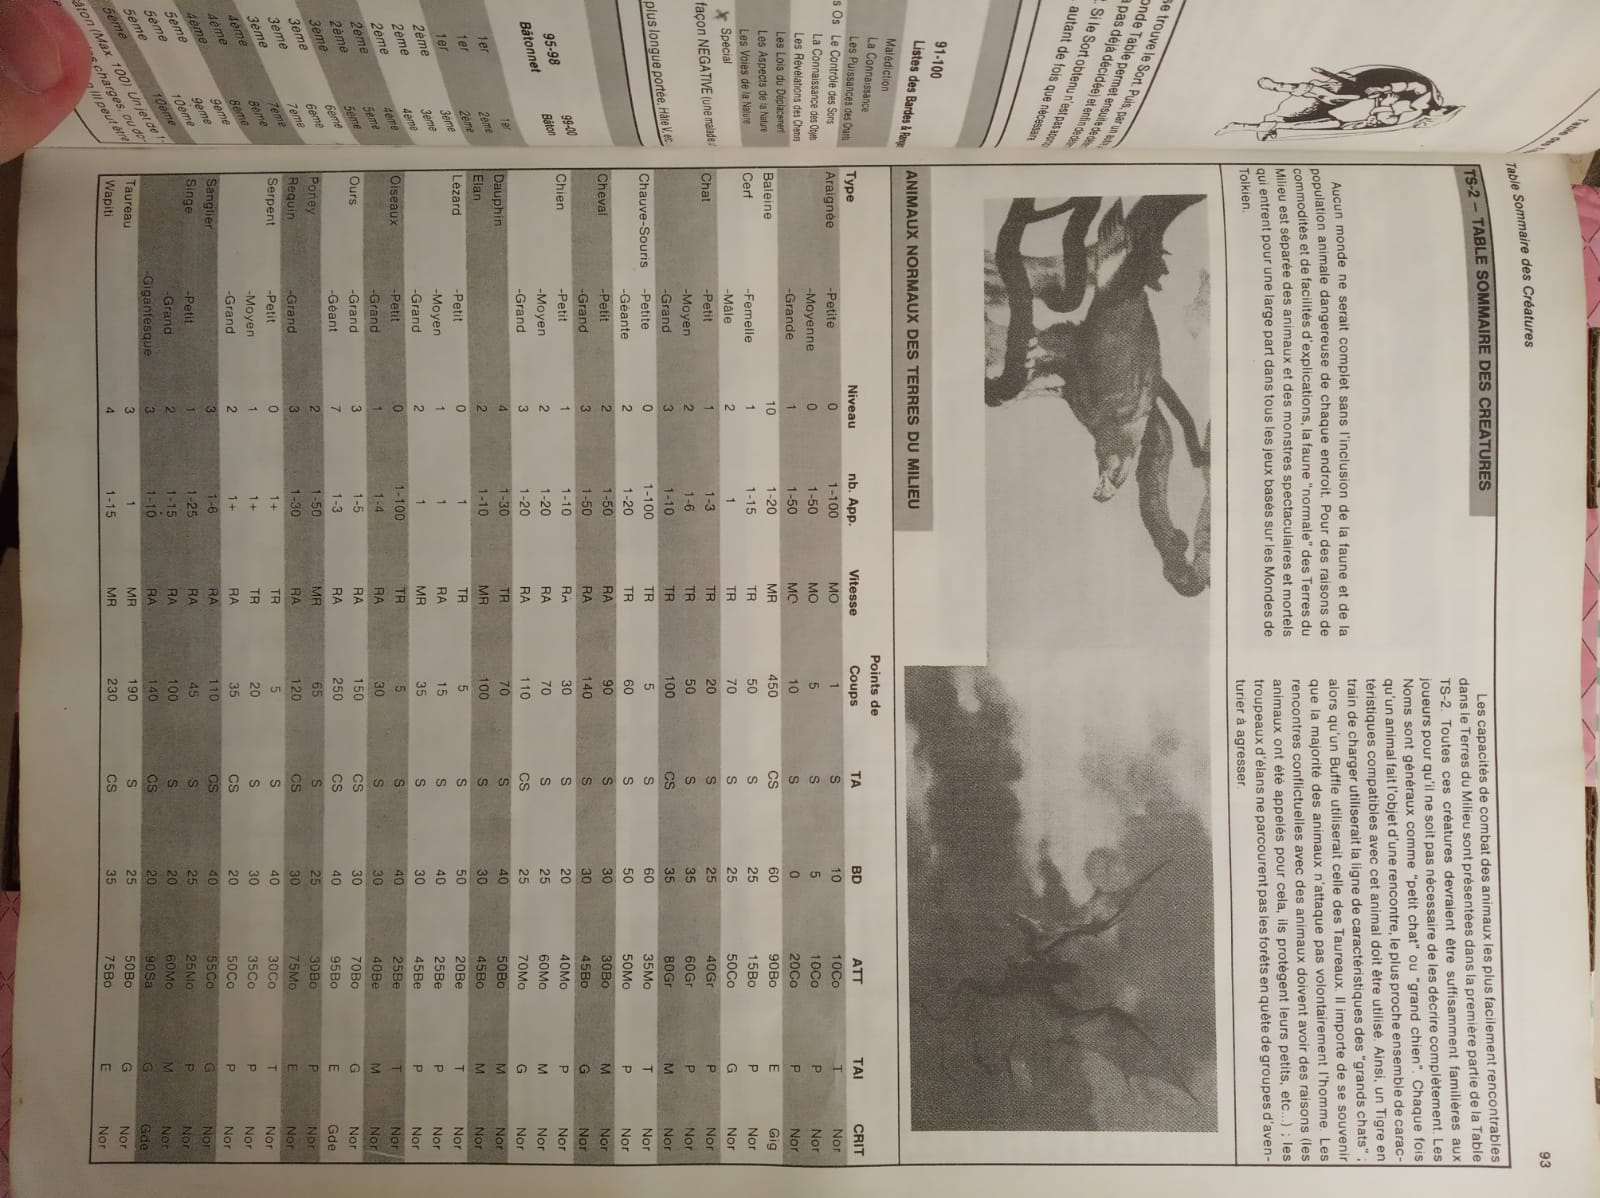 Table des
se trouve le Sort. Puis, par un
onde Table permet ensuite de
à pas déjà décidée) et enfin de
. Si le Sort obtenu n'est pas
autant de fois que nécessaire.
91-100
Listes des Bardes &
Malédiction
La Connaissance
Les Puissances des Chants
s Os Le Contrôle des Sons
La Connaissance des Objets
Les Révélations des Chemins
Les Lois du Déplacement
Les Aspects de la Nature
Les Voies de la Nature
Spécial
façon NEGATIVE (une malade
plus longue portée, Hâte V, etc.
95-98 99-00
Bâtonnet Bâton
1er 1er
1er 2ème
1er 2ème
2ème 3ème
2ème 3ème
2ème 4ème
2ème 4ème
2ème 5ème
3ème 5ème
3ème 6ème
3ème 6ème
3ème 7ème
4ème 7ème
4ème 8ème
4ème 8ème
5ème 9ème
5ème 9ème
5ème 10ème
5ème 10ème
âton (Max. 100) Un jet de 1-
charges, ou do-
n III peut être
Table Sommaire des Créatures
93
TS-2 – TABLE SOMMAIRE DES CREATURES
Aucun monde ne serait complet sans l'inclusion de la faune et de la
population animale dangereuse de chaque endroit. Pour des raisons de
commodités et de facilités d'explications, la faune "normale" des Terres du
Milieu est séparée des animaux et des monstres spectaculaires et mortels
qui entrent pour une large part dans tous les jeux basés sur les Mondes de
Tolkien.
Les capacités de combat des animaux les plus facilement rencontrables
dans le Terres du Milieu sont présentées dans la première partie de la Table
TS-2. Toutes ces créatures devraient être suffisamment familières aux
joueurs pour qu'il ne soit pas nécessaire de les décrire complètement. Les
Noms sont généraux comme "petit chat" ou "grand chien". Chaque fois
qu'un animal fait l'objet d'une rencontre, le plus proche ensemble de carac-
téristiques compatibles avec cet animal doit être utilisé. Ainsi, un Tigre en
train de charger utiliserait la ligne de caractéristiques des "grands chats" ;
alors qu'un Buffle utiliserait celle des Taureaux. Il importe de se souvenir
que la majorité des animaux n'attaque pas volontairement l'homme. Les
rencontres conflictuelles avec des animaux doivent avoir des raisons (les
animaux ont été appelés pour cela, ils protègent leurs petits, etc...) ; les
troupeaux d'élans ne parcourent pas les forêts en quête de groupes d'aven-
turier à agresser.
ANIMAUX NORMAUX DES TERRES DU MILIEU
Points de
Type Niveau nb. App. Vitesse Coups TA BD ATT TAI CRIT
Araignée -Petite 0 1-100 MO 1 S 10 10Co T Nor
-Moyenne 0 1-50 MO 5 S 5 10Co P Nor
-Grande 1 1-50 MO 10 S 0 20Co P Nor
Baleine 10 1-20 MR 450 CS 60 90Bo E Gig
Cerf -Femelle 1 1-15 TR 50 S 25 15Bo P Nor
-Mâle 2 1 TR 70 S 25 50Co G Nor
Chat -Petit 1 1-3 TR 20 S 25 40Gr P Nor
-Moyen 2 1-6 TR 50 S 35 60Gr P Nor
-Grand 3 1-10 TR 100 CS 35 80Gr M Nor
Chauve-Souris -Petite 0 1-100 TR 5 S 60 35Mo T Nor
-Géante 2 1-20 TR 60 S 50 50Mo P Nor
Cheval -Petit 2 1-50 RA 90 S 30 30Bo M Nor
-Grand 3 1-50 RA 140 S 30 45Bo G Nor
Chien -Petit 1 1-10 RA 30 S 20 40Mo P Nor
-Moyen 2 1-20 RA 70 S 25 60Mo M Nor
-Grand 3 1-20 RA 110 CS 25 70Mo G Nor
Dauphin 4 1-30 TR 70 S 40 50Bo M Nor
Elan 2 1-10 MR 100 S 30 45Bo M Nor
Lézard -Petit 0 1 TR 5 S 50 20Be T Nor
-Moyen 1 1 RA 15 S 40 25Be P Nor
-Grand 2 1 MR 35 S 30 45Be P Nor
Oiseaux -Petit 0 1-100 TR 5 S 40 25Be T Nor
-Grand 1 1-4 RA 30 S 30 40Be M Nor
Ours -Grand 3 1-5 RA 150 CS 30 70Bo G Nor
-Géant 7 1-3 RA 250 CS 40 95Bo E Gde
Poney 2 1-50 MR 65 S 25 30Bo P Nor
Requin -Grand 3 1-30 RA 120 CS 30 75Mo E Nor
Serpent -Petit 0 1+ TR 5 S 40 30Co T Nor
-Moyen 1 1+ TR 20 S 30 35Co P Nor
-Grand 2 1+ RA 35 CS 20 50Co P Nor
Sanglier 3 1-6 RA 110 CS 40 55Co G Nor
Singe -Petit 1 1-25 RA 45 S 25 25Mo P Nor
-Grand 2 1-15 RA 100 S 20 60Mo M Nor
-Gigantesque 3 1-10 RA 140 CS 20 90Sa G Gde
Taureau 3 1 MR 190 S 25 50Bo G Nor
Wapiti 4 1-15 MR 230 CS 35 75Bo E Nor